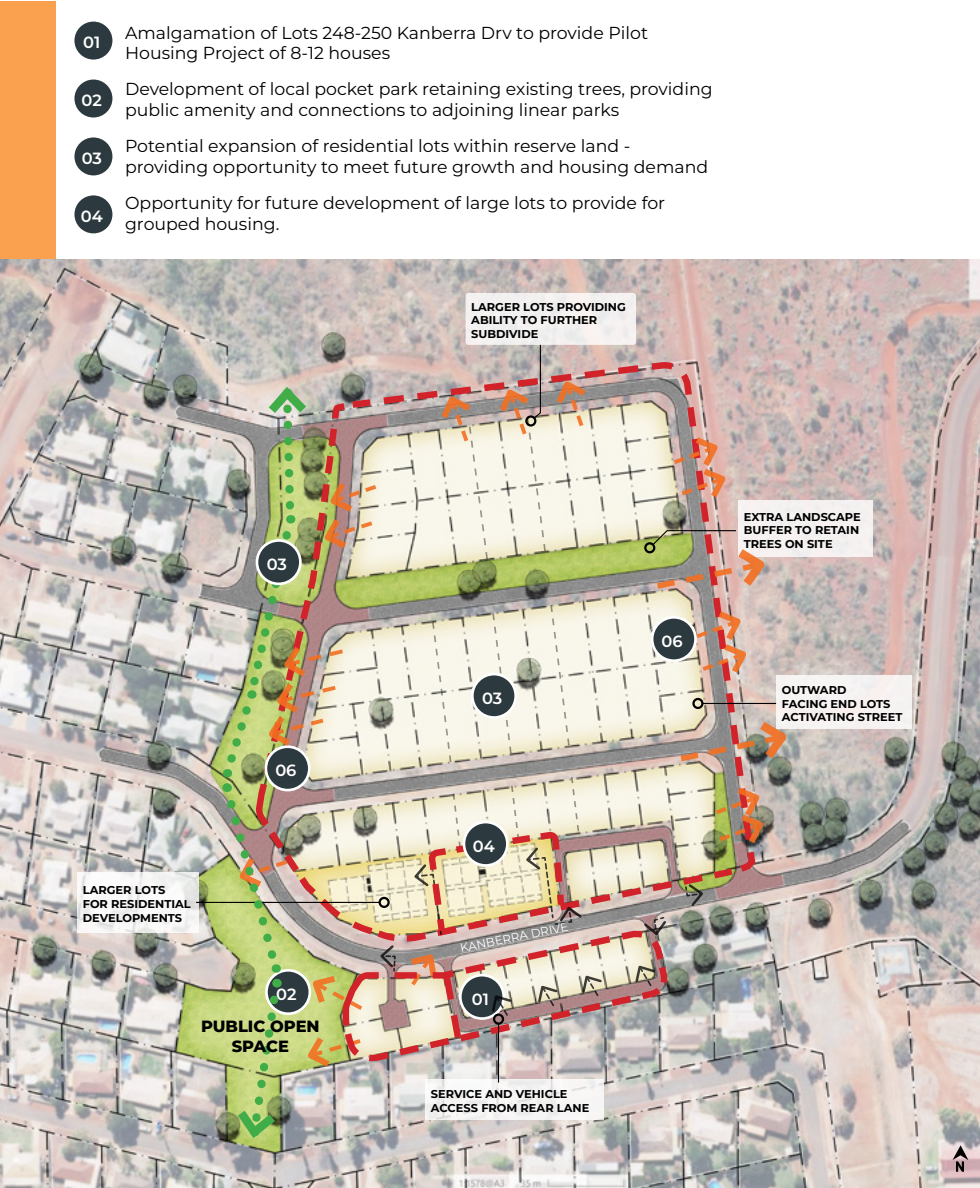 01
Amalgamation of Lots 248-250 Kanberra Drv to provide Pilot
Housing Project of 8-12 houses
02
Development of local pocket park retaining existing trees, providing
public amenity and connections to adjoining linear parks
03
Potential expansion of residential lots within reserve land -
providing opportunity to meet future growth and housing demand
04
Opportunity for future development of large lots to provide for
grouped housing.
LARGER LOTS PROVIDING
ABILITY TO FURTHER
SUBDIVIDE
EXTRA LANDSCAPE
BUFFER TO RETAIN
TREES ON SITE
03
06
03
OUTWARD
FACING END LOTS
ACTIVATING STREET
06
04
LARGER LOTS
FOR RESIDENTIAL
DEVELOPMENTS
KANBERRA DRIVE
02
01
PUBLIC OPEN
SPACE
SERVICE AND VEHICLE
ACCESS FROM REAR LANE
N